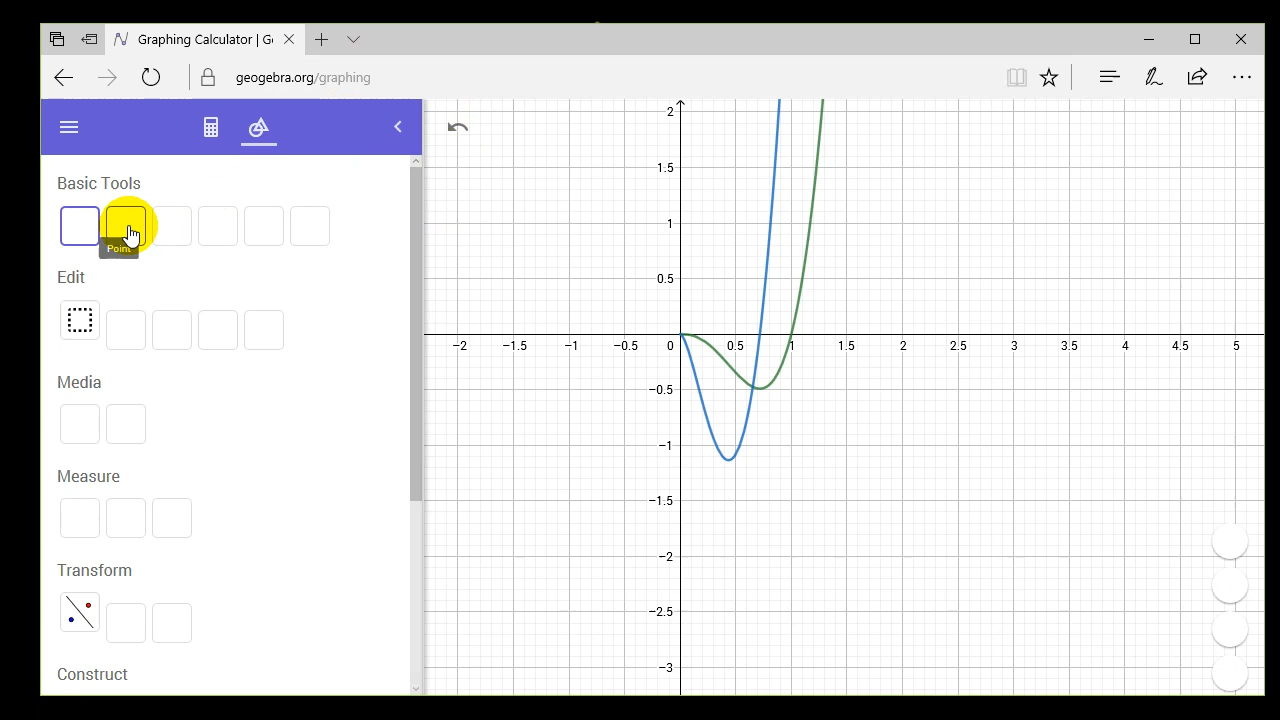 Graphing Calculator | G
geogebra.org/graphing
Basic Tools
Point
Edit
Media
Measure
Transform
Construct
2
1.5
1
0.5
−2 −1.5 −1 −0.5 0 0.5 1 1.5 2 2.5 3 3.5 4 4.5 5
−0.5
−1
−1.5
−2
−2.5
−3